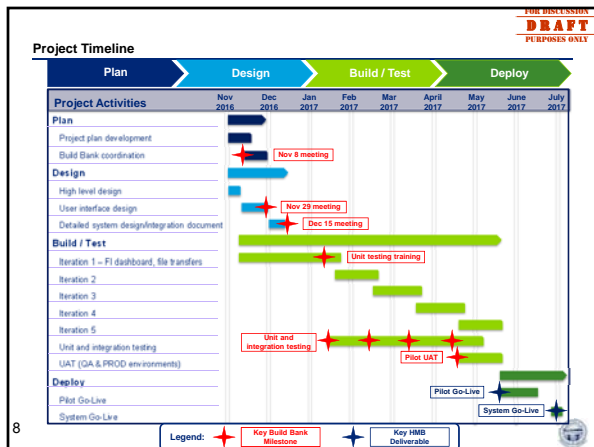 FOR DISCUSSION
DRAFT
PURPOSES ONLY
Project Timeline
Plan
Design
Build / Test
Deploy
Project Activities
Nov 2016
Dec 2016
Jan 2017
Feb 2017
Mar 2017
April 2017
May 2017
June 2017
July 2017
Plan
Project plan development
Build Bank coordination
Nov 8 meeting
Design
High level design
User interface design
Nov 29 meeting
Detailed system design/integration document
Dec 15 meeting
Build / Test
Iteration 1 – FI dashboard, file transfers
Unit testing training
Iteration 2
Iteration 3
Iteration 4
Iteration 5
Unit and integration testing
Unit and
integration testing
UAT (QA & PROD environments)
Pilot UAT
Deploy
Pilot Go-Live
Pilot Go-Live
System Go-Live
System Go-Live
8
Legend:
Key Build Bank
Milestone
Key HMB
Deliverable